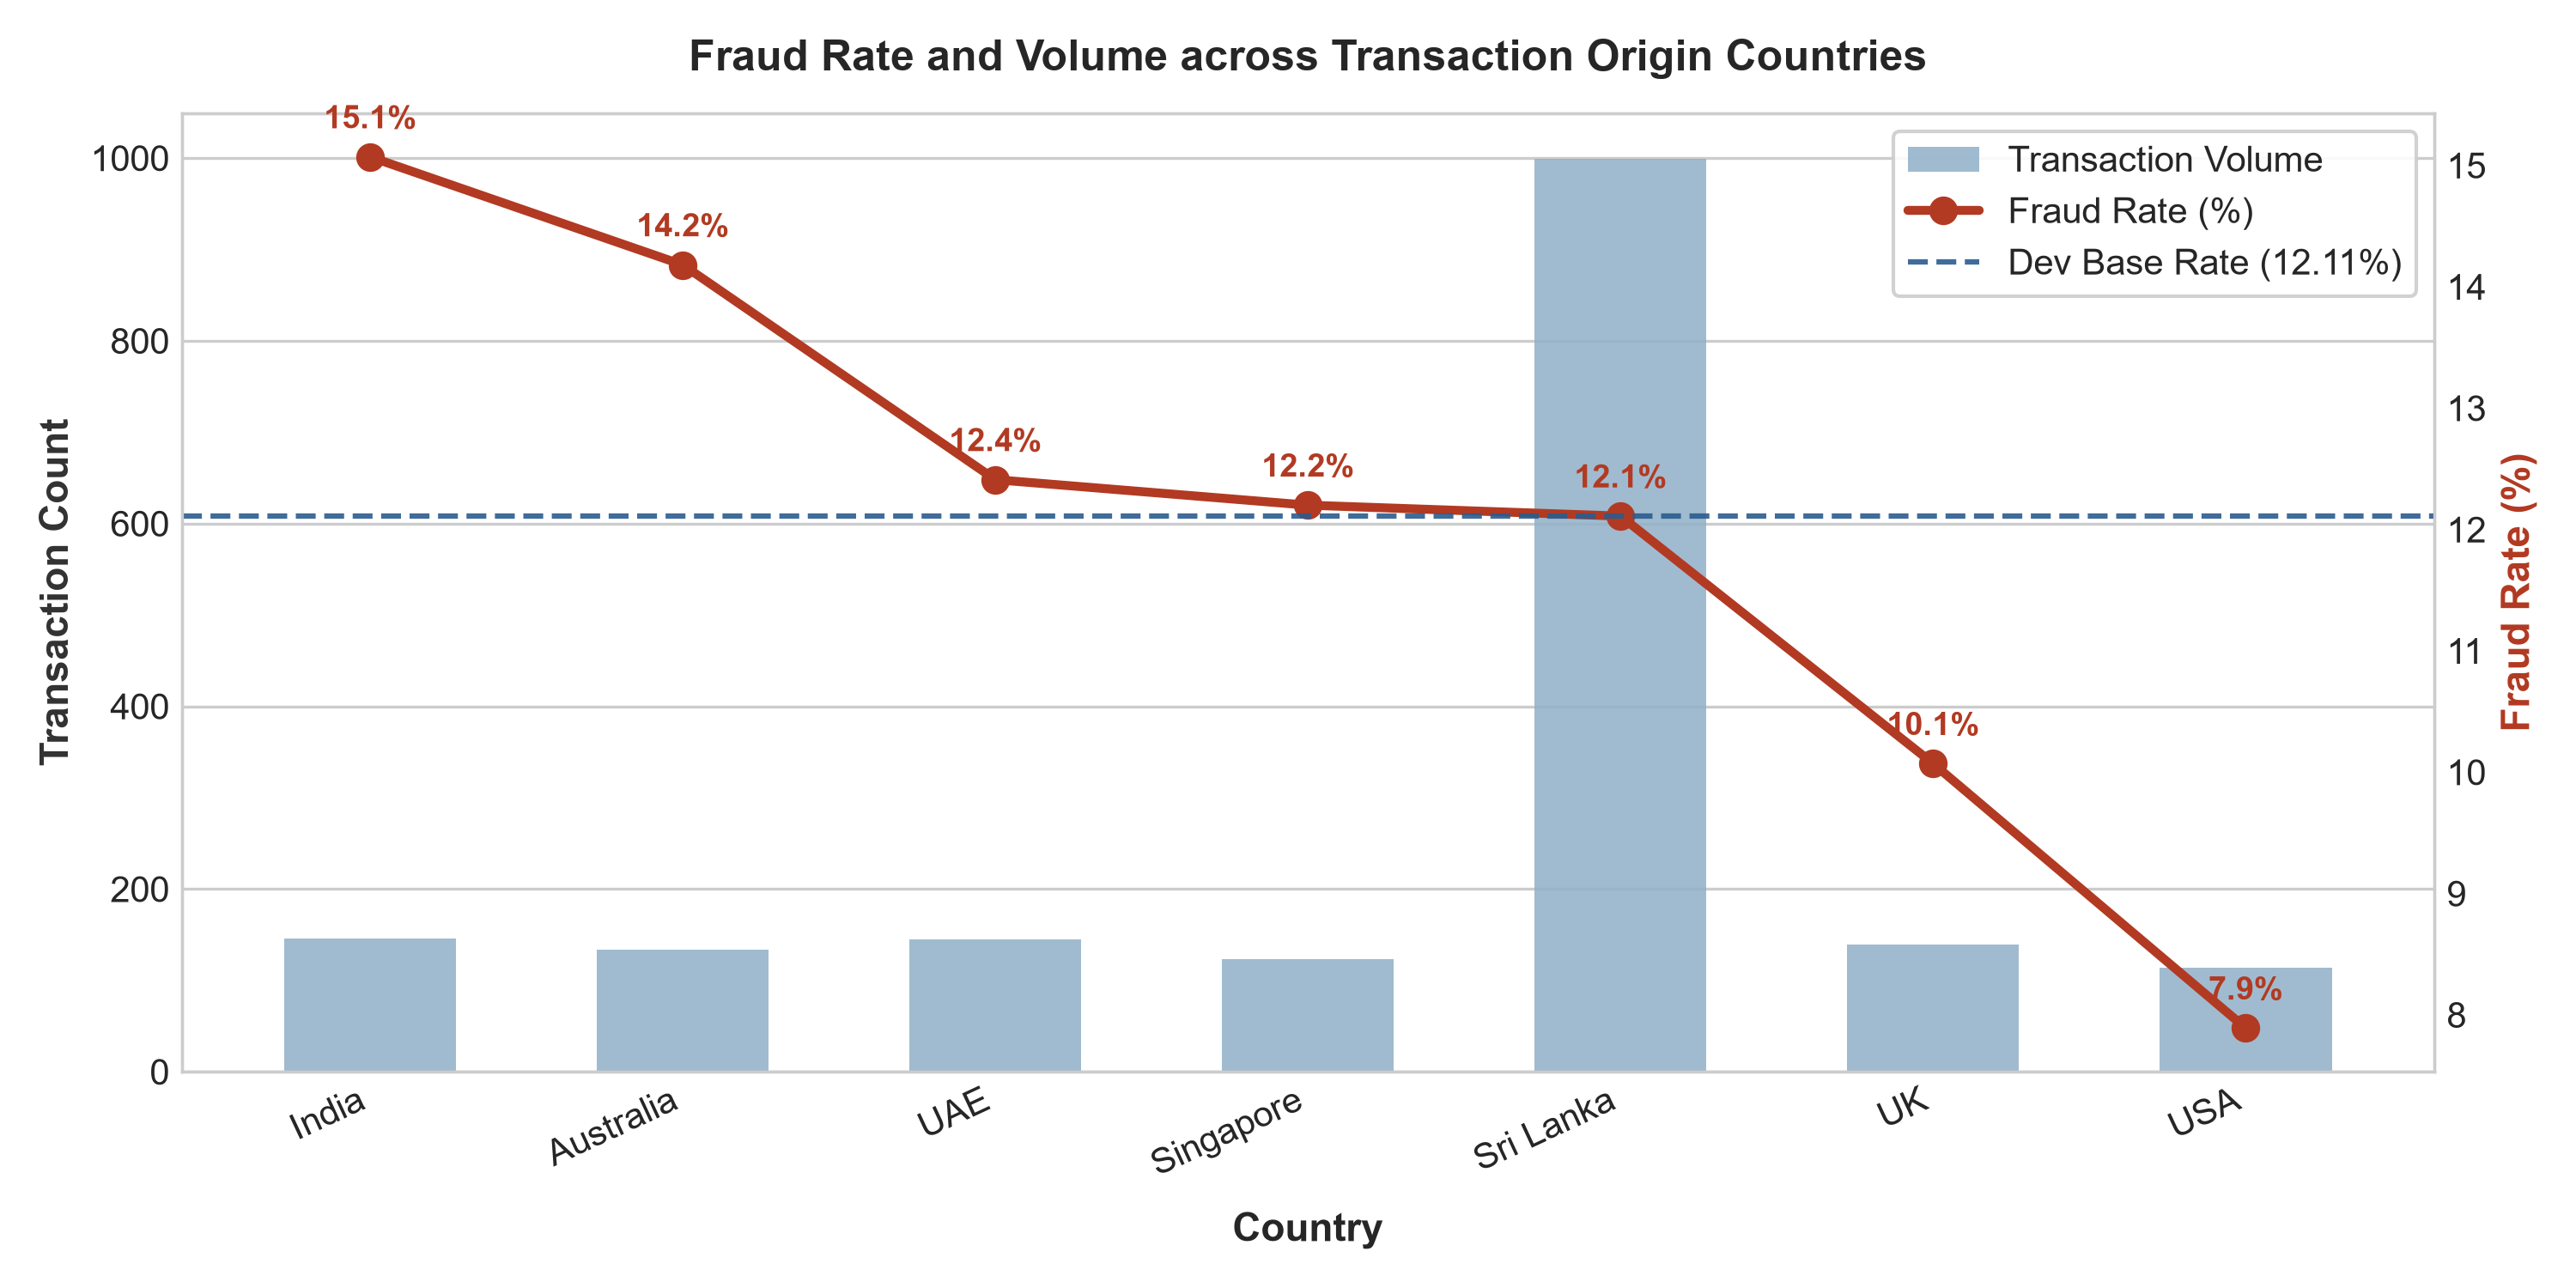 Fraud Rate and Volume across Transaction Origin Countries
Transaction Count
1000
800
600
400
200
0
15.1%
14.2%
12.4%
12.2%
12.1%
10.1%
7.9%
Transaction Volume
Fraud Rate (%)
Dev Base Rate (12.11%)
15
14
13
12
11
10
9
8
Fraud Rate (%)
India
Australia
UAE
Singapore
Sri Lanka
UK
USA
Country